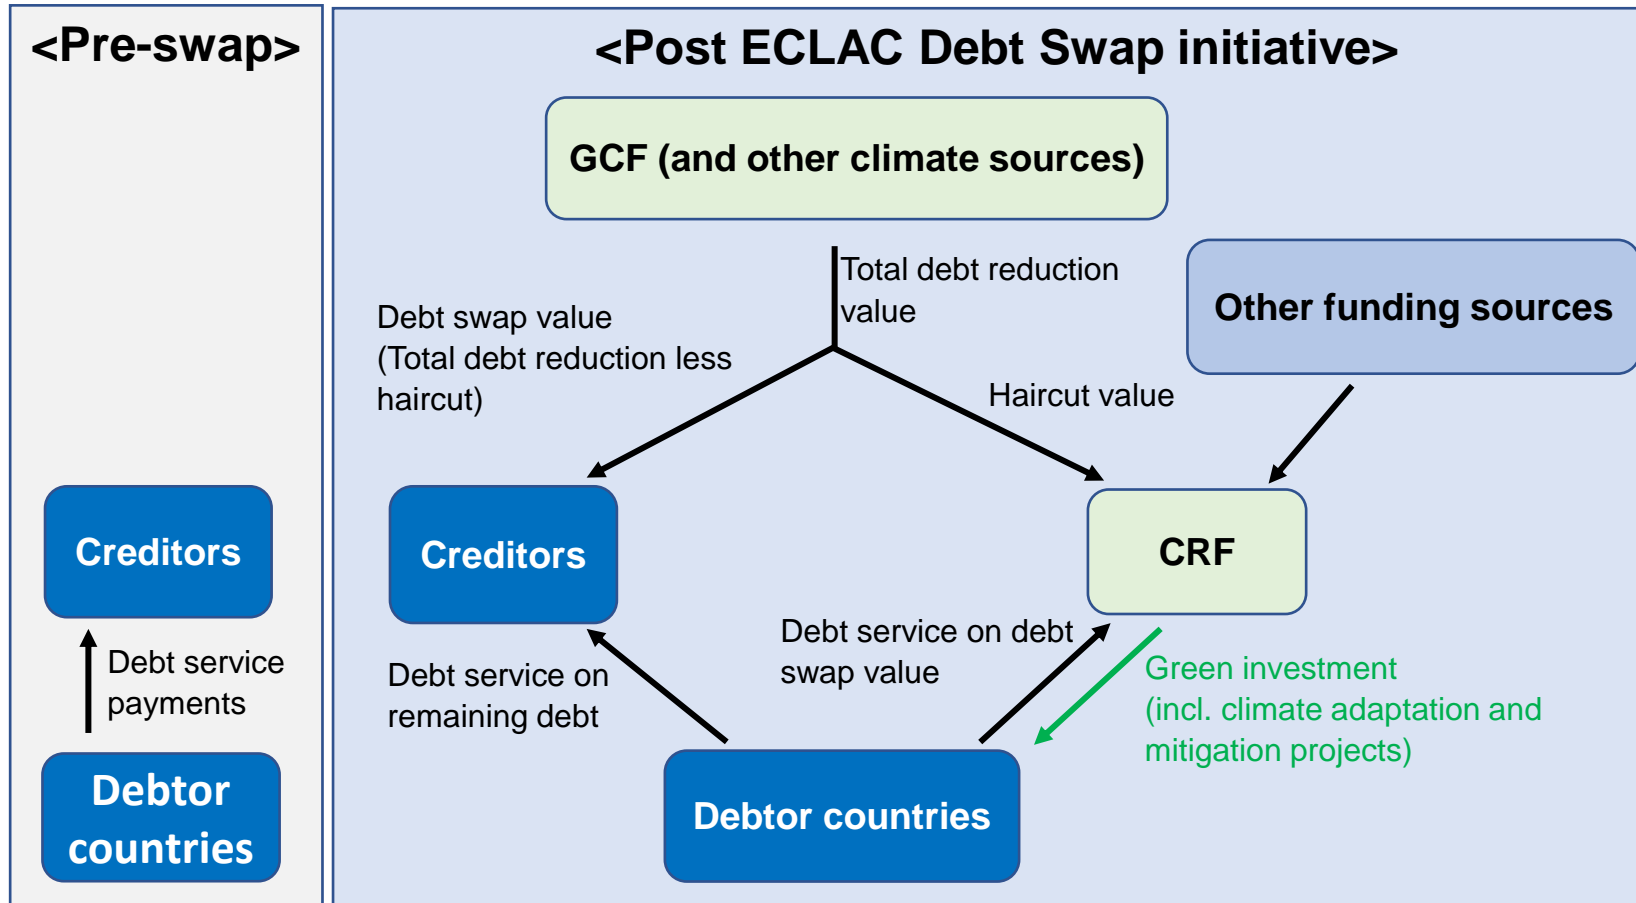 <Pre-swap>
Creditors
Debt service
payments
Debtor
countries
<Post ECLAC Debt Swap initiative>
GCF (and other climate sources)
Total debt reduction
value
Other funding sources
Debt swap value
(Total debt reduction less
haircut)
Haircut value
Creditors
CRF
Debt service on debt
swap value
Debt service on
remaining debt
Green investment
(incl. climate adaptation and
mitigation projects)
Debtor countries